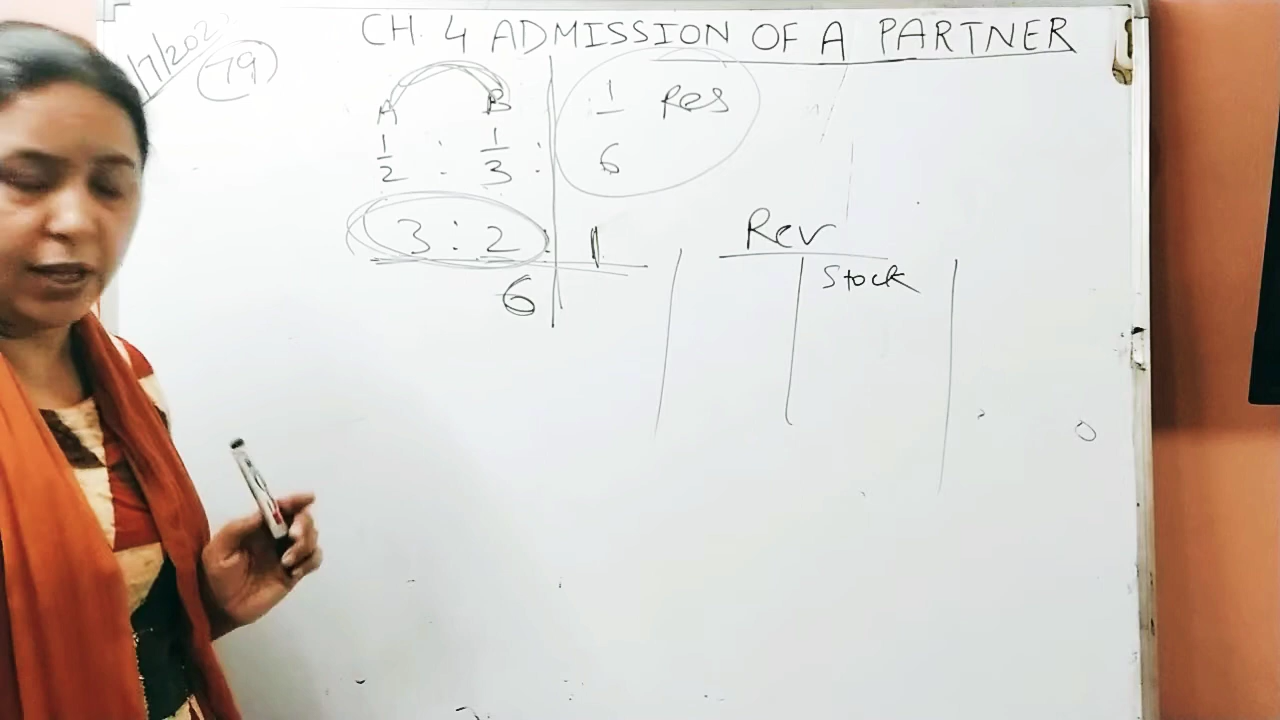 CH. 4 ADMISSION OF A PARTNER
/7/202
79
A B 1 Res
1/2 : 1/3 : 6
3 : 2 : 1
6
Rev
Stock